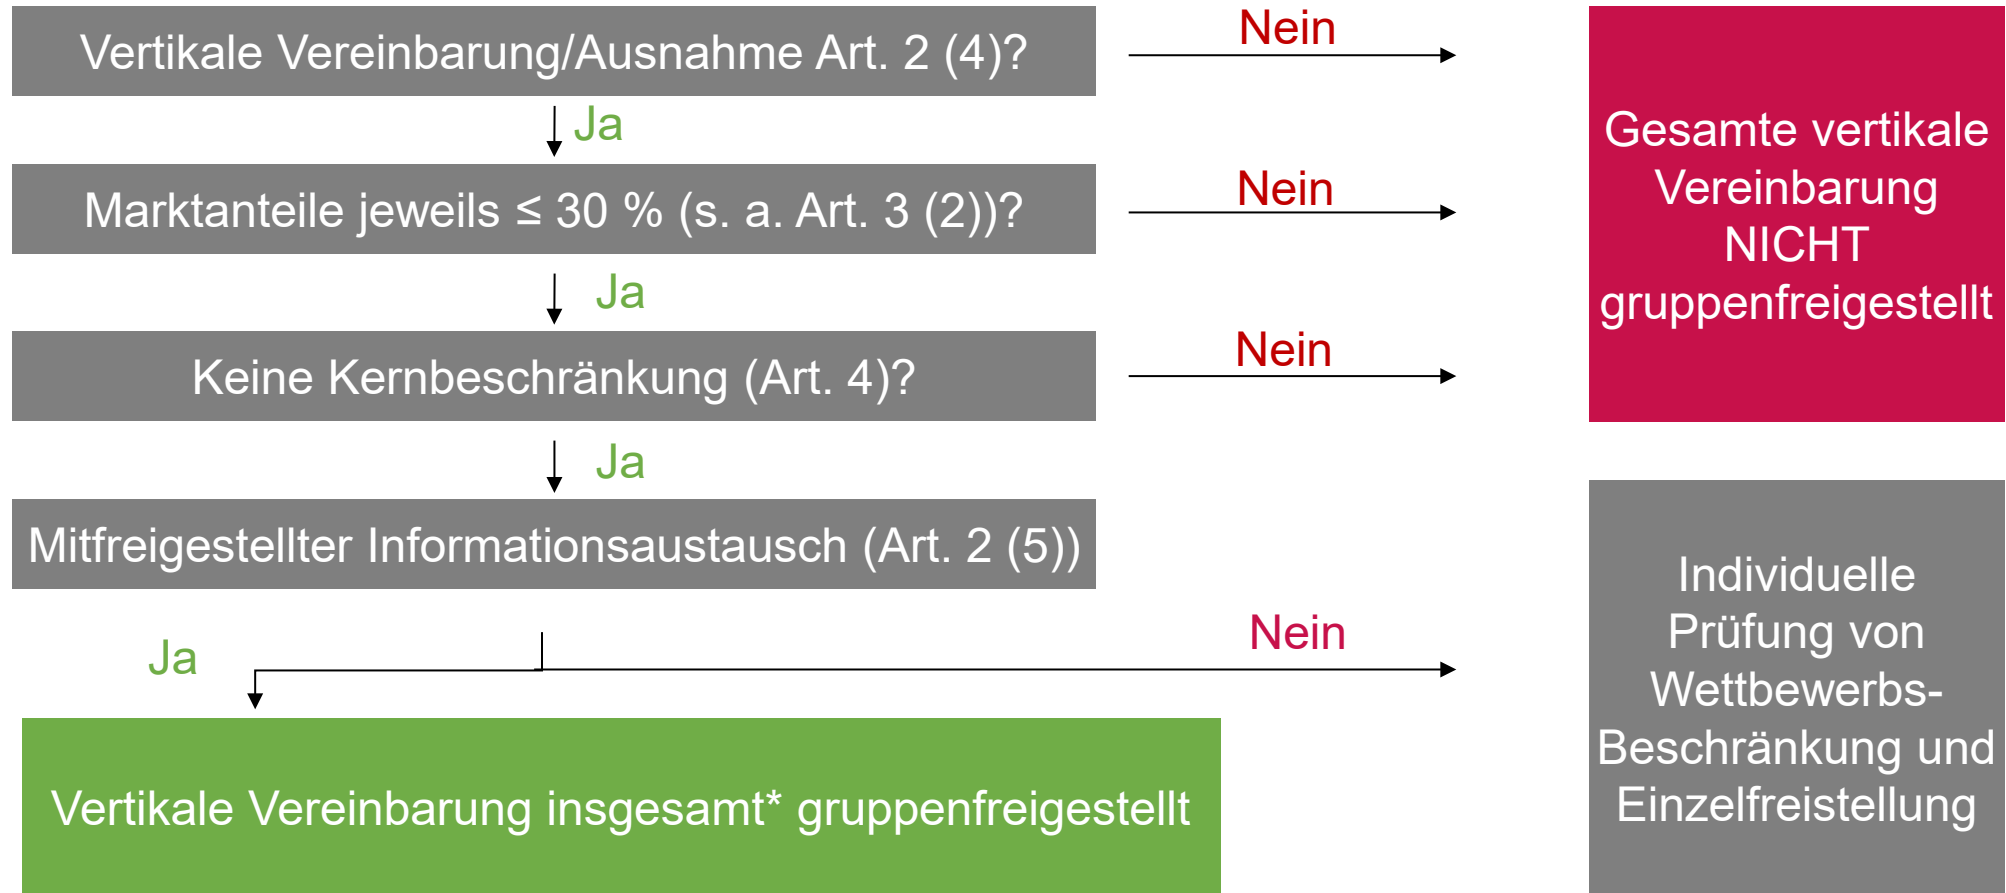 Vertikale Vereinbarung/Ausnahme Art. 2 (4)?
Nein
Ja
Marktanteile jeweils ≤ 30 % (s. a. Art. 3 (2))?
Nein
Ja
Keine Kernbeschränkung (Art. 4)?
Nein
Ja
Mitfreigestellter Informationsaustausch (Art. 2 (5))
Ja
Nein
Vertikale Vereinbarung insgesamt* gruppenfreigestellt
Gesamte vertikale
Vereinbarung
NICHT
gruppenfreigestellt
Individuelle
Prüfung von
Wettbewerbs-
Beschränkung und
Einzelfreistellung